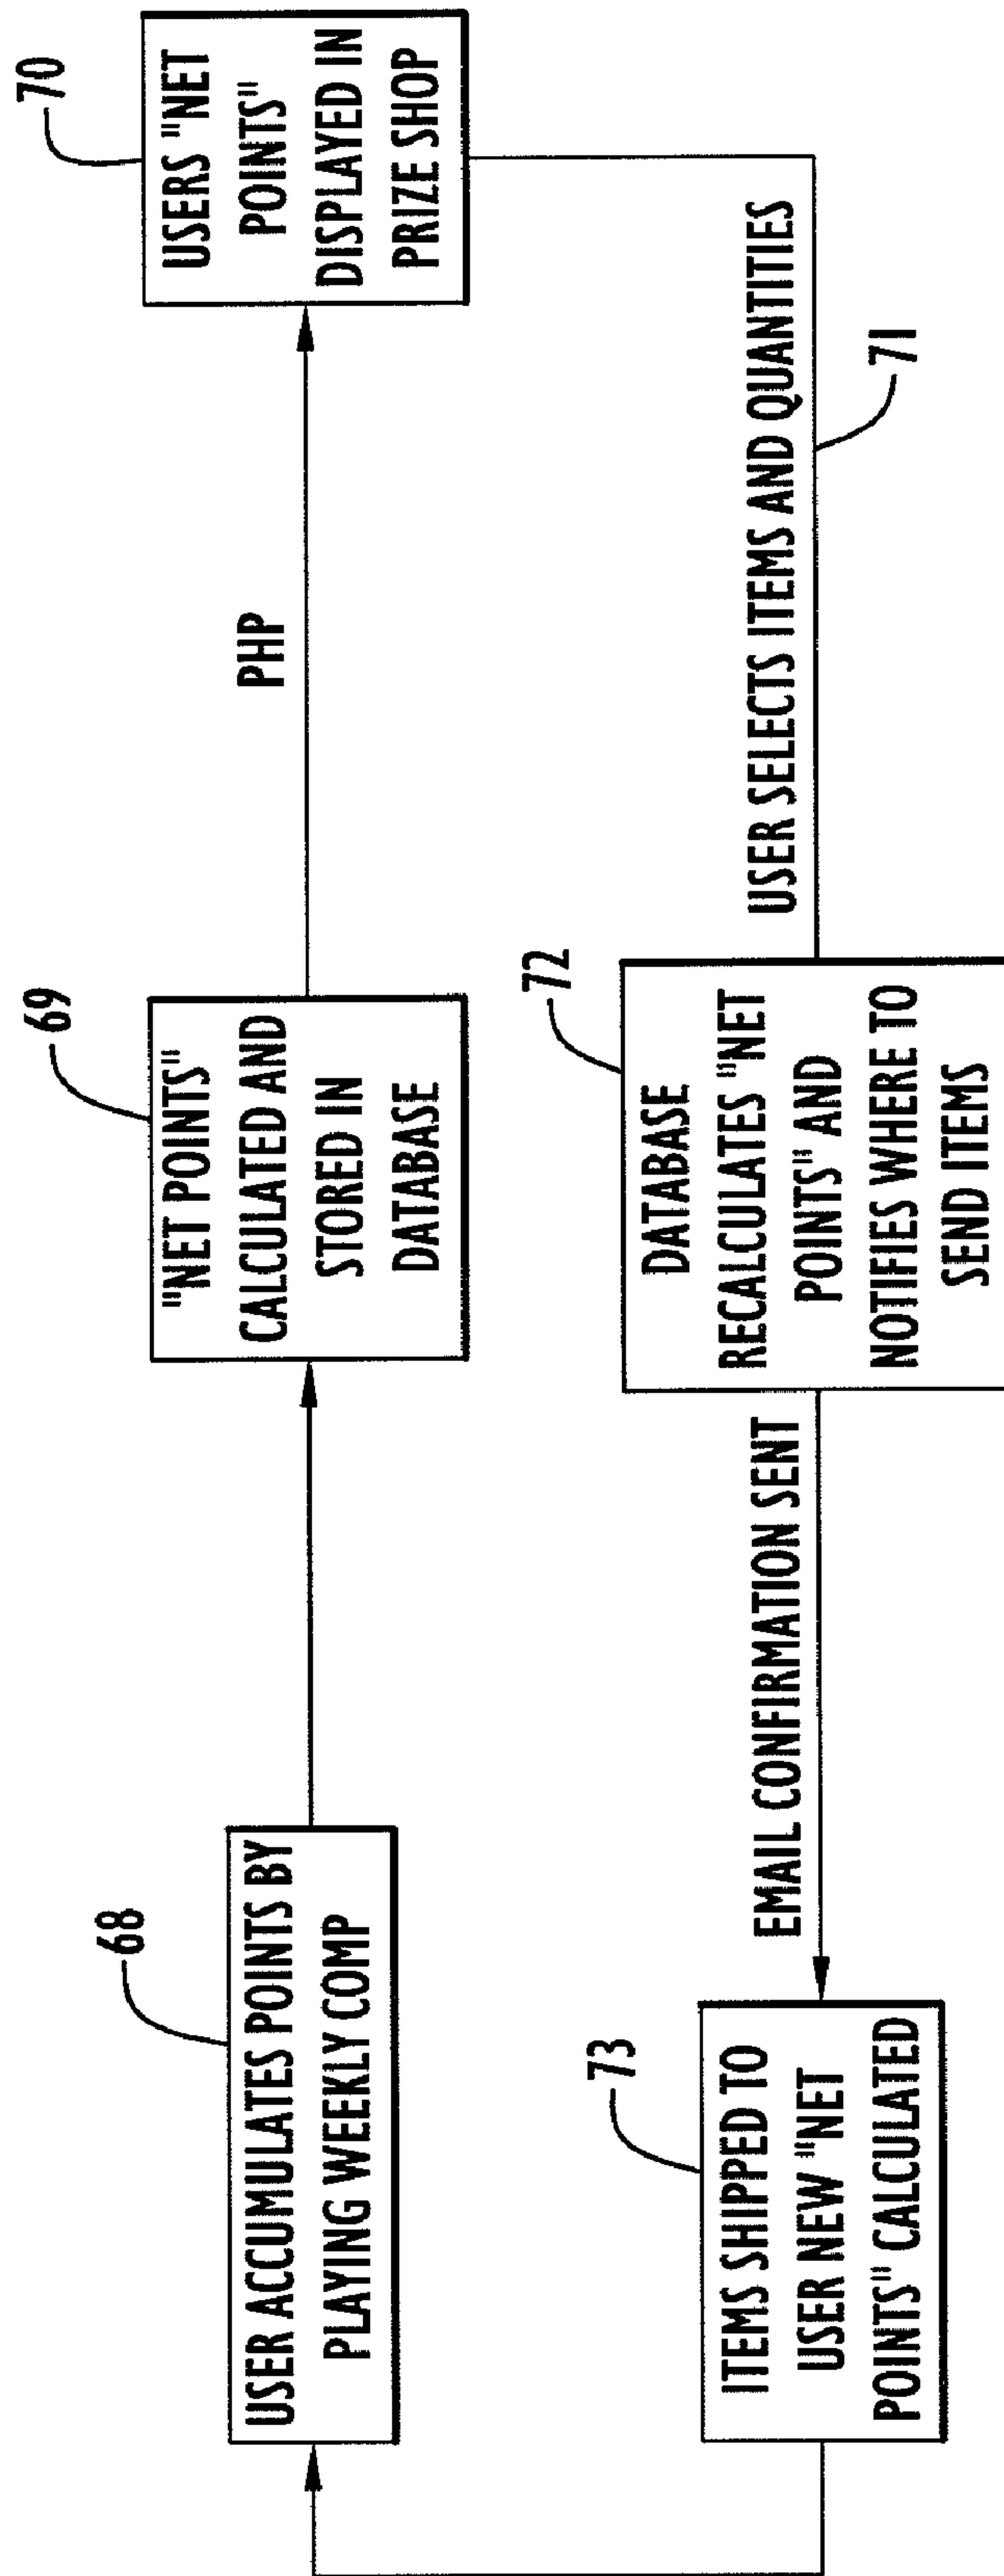 68
USER ACCUMULATES POINTS BY
PLAYING WEEKLY COMP
69
"NET POINTS"
CALCULATED AND
STORED IN
DATABASE
PHP
70
USERS "NET
POINTS"
DISPLAYED IN
PRIZE SHOP
USER SELECTS ITEMS AND QUANTITIES
71
72
DATABASE
RECALCULATES "NET
POINTS" AND
NOTIFIES WHERE TO
SEND ITEMS
EMAIL CONFIRMATION SENT
73
ITEMS SHIPPED TO
USER NEW "NET
POINTS" CALCULATED